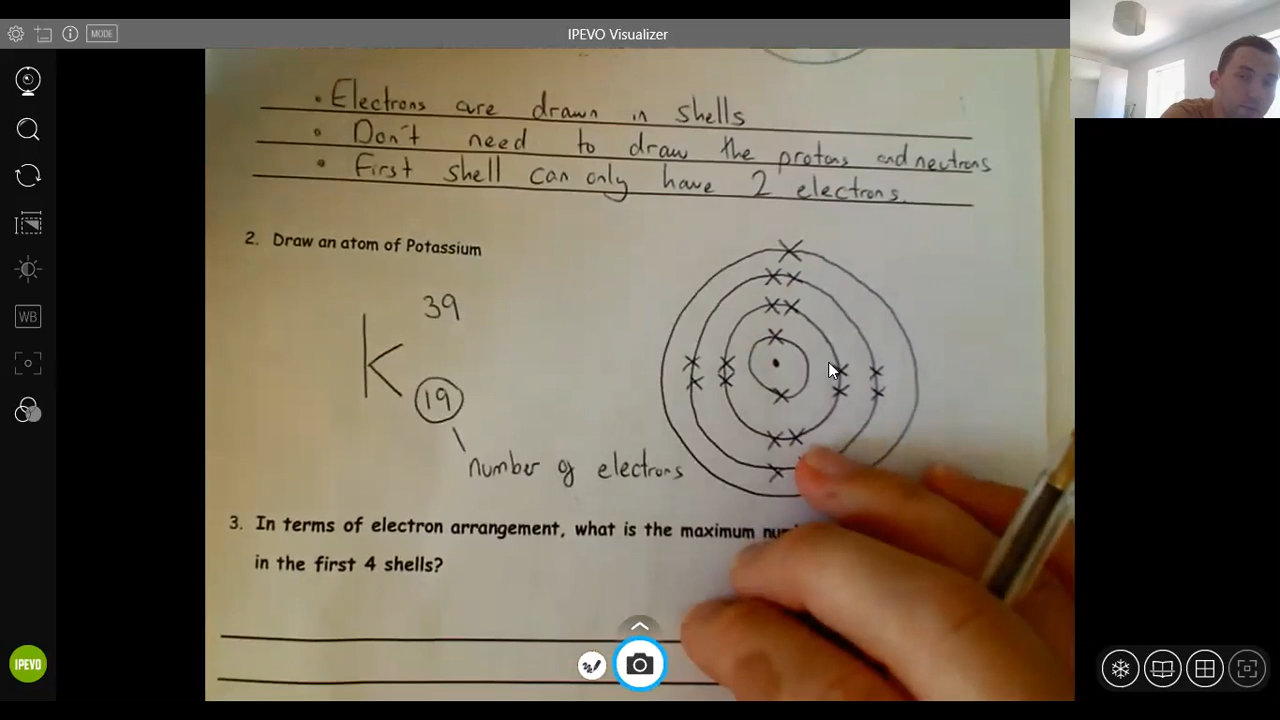 IPEVO Visualizer
MODE
WB
IPEVO
• Electrons are drawn in shells
• Don't need to draw the protons and neutrons
• First shell can only have 2 electrons.
2. Draw an atom of Potassium
39
K
19
number of electrons
3. In terms of electron arrangement, what is the maximum
in the first 4 shells?